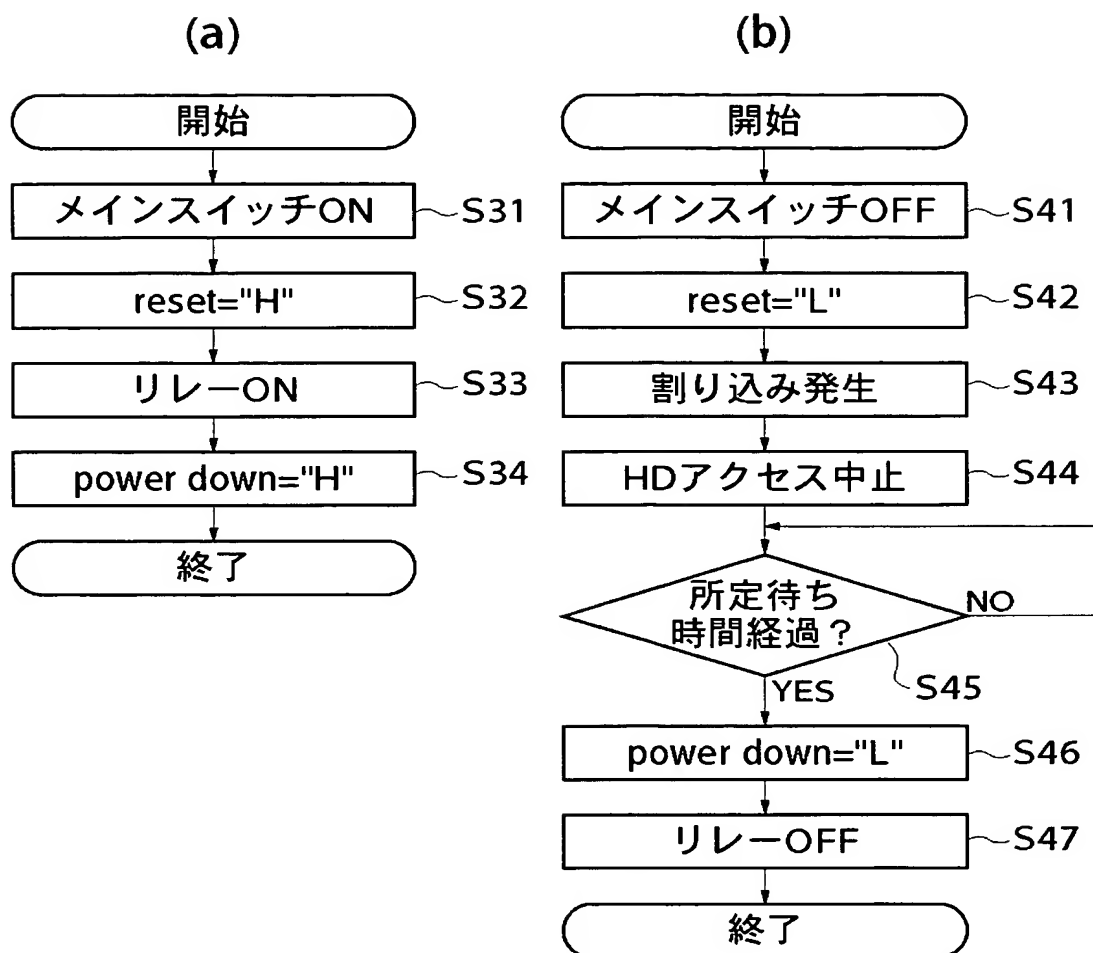 (a)
開始
メインスイッチON
S31
reset="H"
S32
リレーON
S33
power down="H"
S34
終了
(b)
開始
メインスイッチOFF
S41
reset="L"
S42
割り込み発生
S43
HDアクセス中止
S44
所定待ち
時間経過？
NO
S45
YES
power down="L"
S46
リレーOFF
S47
終了